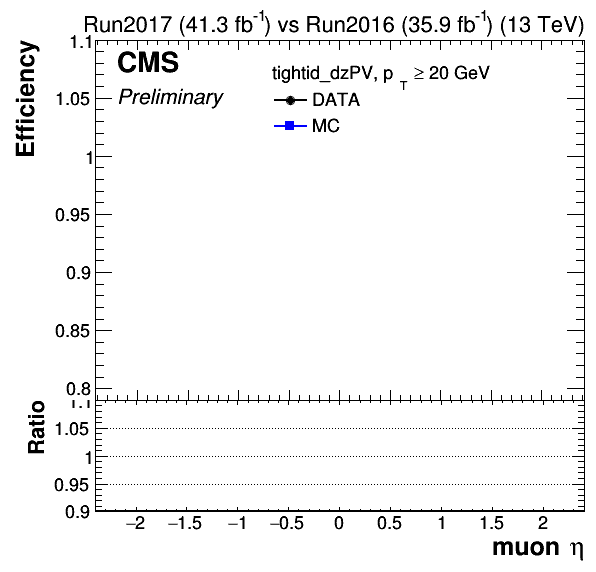 Run2017 (41.3 fb⁻¹) vs Run2016 (35.9 fb⁻¹) (13 TeV)
CMS
Preliminary
tightid_dzPV, p_T ≥ 20 GeV
DATA
MC
Efficiency
1.1
1.05
1
0.95
0.9
0.85
0.8
Ratio
1.1
1.05
1
0.95
0.9
−2 −1.5 −1 −0.5 0 0.5 1 1.5 2
muon η